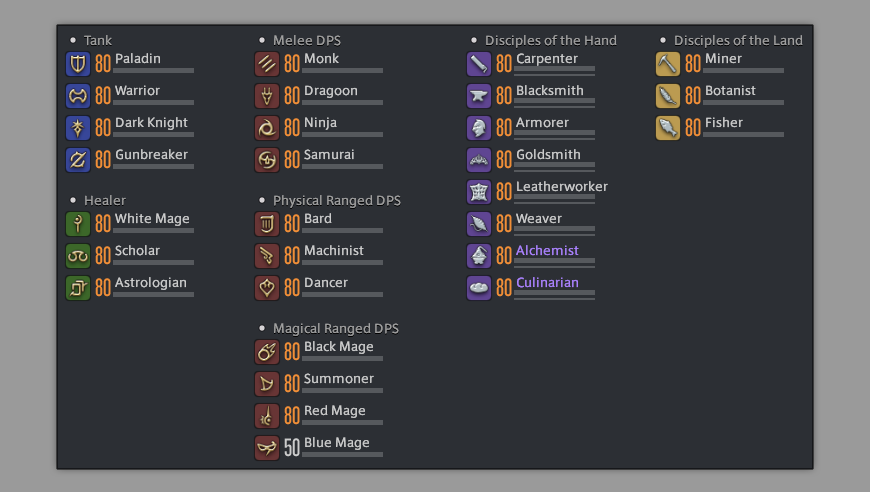 Tank
80 Paladin
80 Warrior
80 Dark Knight
80 Gunbreaker
Healer
80 White Mage
80 Scholar
80 Astrologian
Melee DPS
80 Monk
80 Dragoon
80 Ninja
80 Samurai
Physical Ranged DPS
80 Bard
80 Machinist
80 Dancer
Magical Ranged DPS
80 Black Mage
80 Summoner
80 Red Mage
50 Blue Mage
Disciples of the Hand
80 Carpenter
80 Blacksmith
80 Armorer
80 Goldsmith
80 Leatherworker
80 Weaver
80 Alchemist
80 Culinarian
Disciples of the Land
80 Miner
80 Botanist
80 Fisher